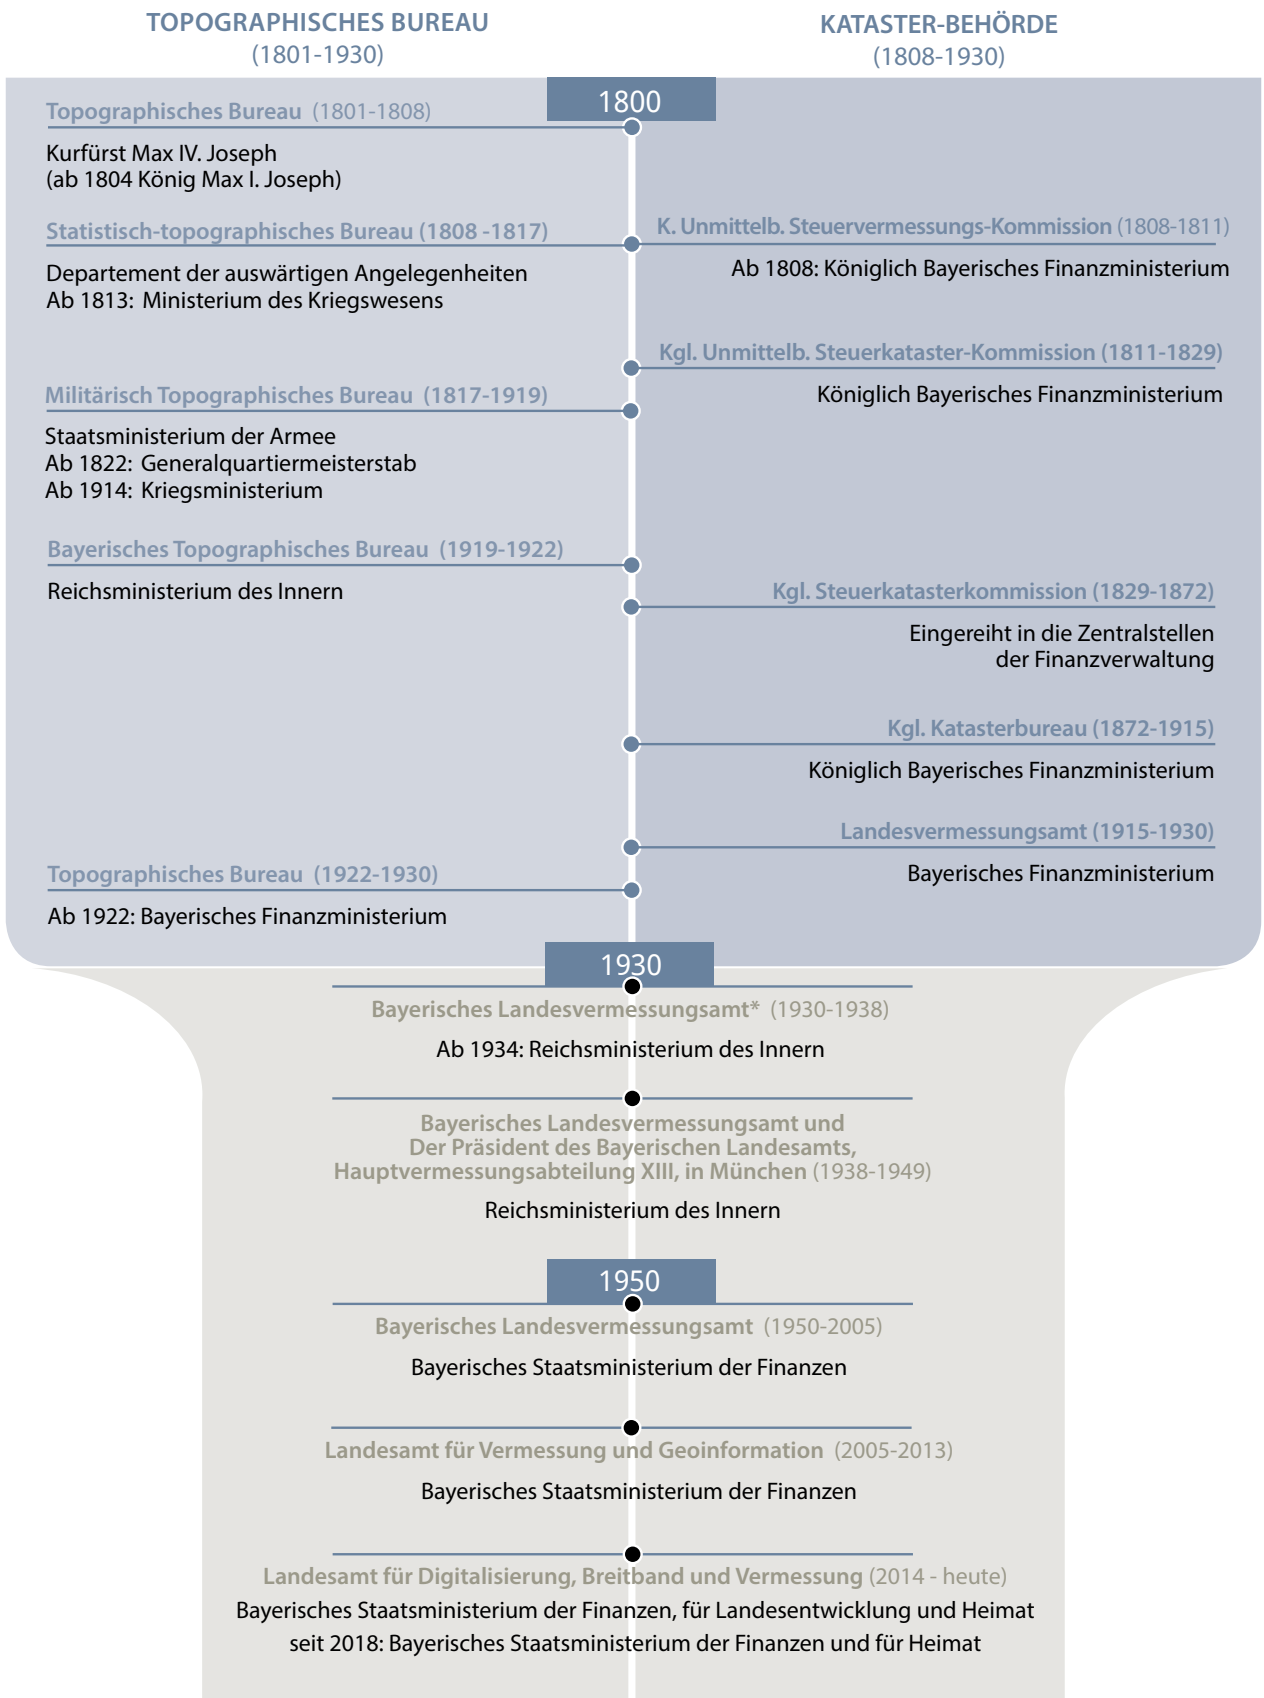 TOPOGRAPHISCHES BUREAU
(1801-1930)
KATASTER-BEHÖRDE
(1808-1930)
1800
Topographisches Bureau (1801-1808)
Kurfürst Max IV. Joseph
(ab 1804 König Max I. Joseph)
Statistisch-topographisches Bureau (1808 -1817)
Departement der auswärtigen Angelegenheiten
Ab 1813: Ministerium des Kriegswesens
K. Unmittelb. Steuervermessungs-Kommission (1808-1811)
Ab 1808: Königlich Bayerisches Finanzministerium
Kgl. Unmittelb. Steuerkataster-Kommission (1811-1829)
Königlich Bayerisches Finanzministerium
Militärisch Topographisches Bureau (1817-1919)
Staatsministerium der Armee
Ab 1822: Generalquartiermeisterstab
Ab 1914: Kriegsministerium
Bayerisches Topographisches Bureau (1919-1922)
Reichsministerium des Innern
Kgl. Steuerkatasterkommission (1829-1872)
Eingereiht in die Zentralstellen
der Finanzverwaltung
Kgl. Katasterbureau (1872-1915)
Königlich Bayerisches Finanzministerium
Landesvermessungsamt (1915-1930)
Bayerisches Finanzministerium
Topographisches Bureau (1922-1930)
Ab 1922: Bayerisches Finanzministerium
1930
Bayerisches Landesvermessungsamt* (1930-1938)
Ab 1934: Reichsministerium des Innern
Bayerisches Landesvermessungsamt und
Der Präsident des Bayerischen Landesamts,
Hauptvermessungsabteilung XIII, in München (1938-1949)
Reichsministerium des Innern
1950
Bayerisches Landesvermessungsamt (1950-2005)
Bayerisches Staatsministerium der Finanzen
Landesamt für Vermessung und Geoinformation (2005-2013)
Bayerisches Staatsministerium der Finanzen
Landesamt für Digitalisierung, Breitband und Vermessung (2014 - heute)
Bayerisches Staatsministerium der Finanzen, für Landesentwicklung und Heimat
seit 2018: Bayerisches Staatsministerium der Finanzen und für Heimat